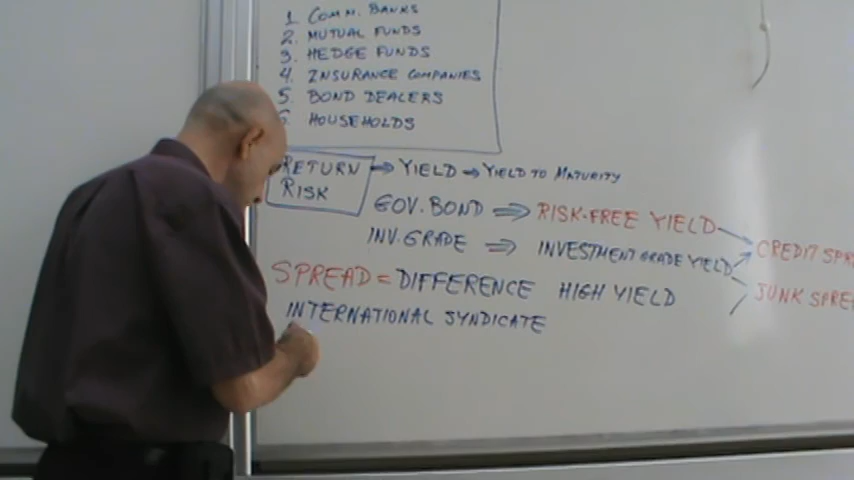 1. COMM. BANKS
2. MUTUAL FUNDS
3. HEDGE FUNDS
4. INSURANCE COMPANIES
5. BOND DEALERS
6. HOUSEHOLDS
RETURN ⇒ YIELD → YIELD TO MATURITY
RISK
GOV. BOND ⇒ RISK-FREE YIELD
INV. GRADE ⇒ INVESTMENT GRADE YIELD
CREDIT SPRE
SPREAD = DIFFERENCE HIGH YIELD
JUNK SPREA
INTERNATIONAL SYNDICATE